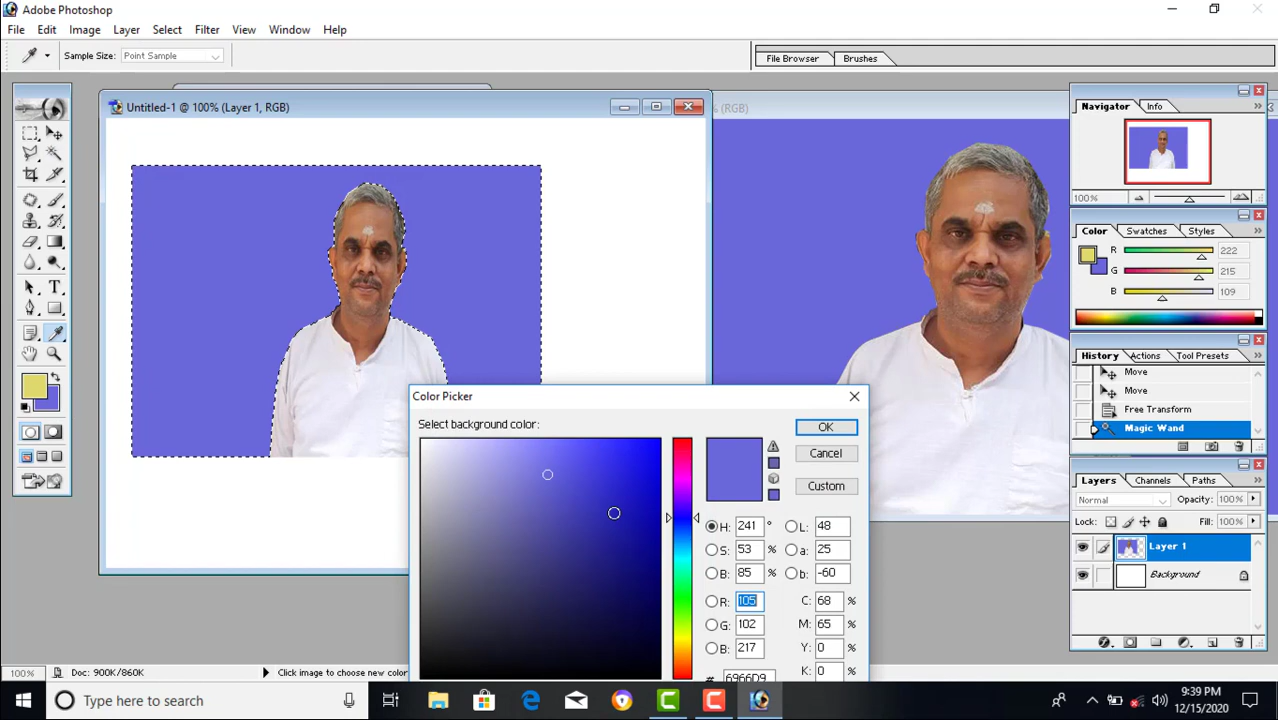 Adobe Photoshop
File Edit Image Layer Select Filter View Window Help
Sample Size: Point Sample
File Browser Brushes
Untitled-1 @ 100% (Layer 1, RGB)
(RGB)
Navigator Info
100%
Color Swatches Styles
R 222
G 215
B 109
History Actions Tool Presets
Move
Move
Free Transform
Magic Wand
Layers Channels Paths
Normal Opacity: 100%
Lock: Fill: 100%
Layer 1
Background
Color Picker
Select background color:
OK
Cancel
Custom
H: 241 ° L: 48
S: 53 % a: 25
B: 85 % b: -60
R: 105 C: 68 %
G: 102 M: 65 %
B: 217 Y: 0 %
K: 0 %
# 6966D9
100% Doc: 900K/860K Click image to choose new color
Type here to search
9:39 PM
12/15/2020